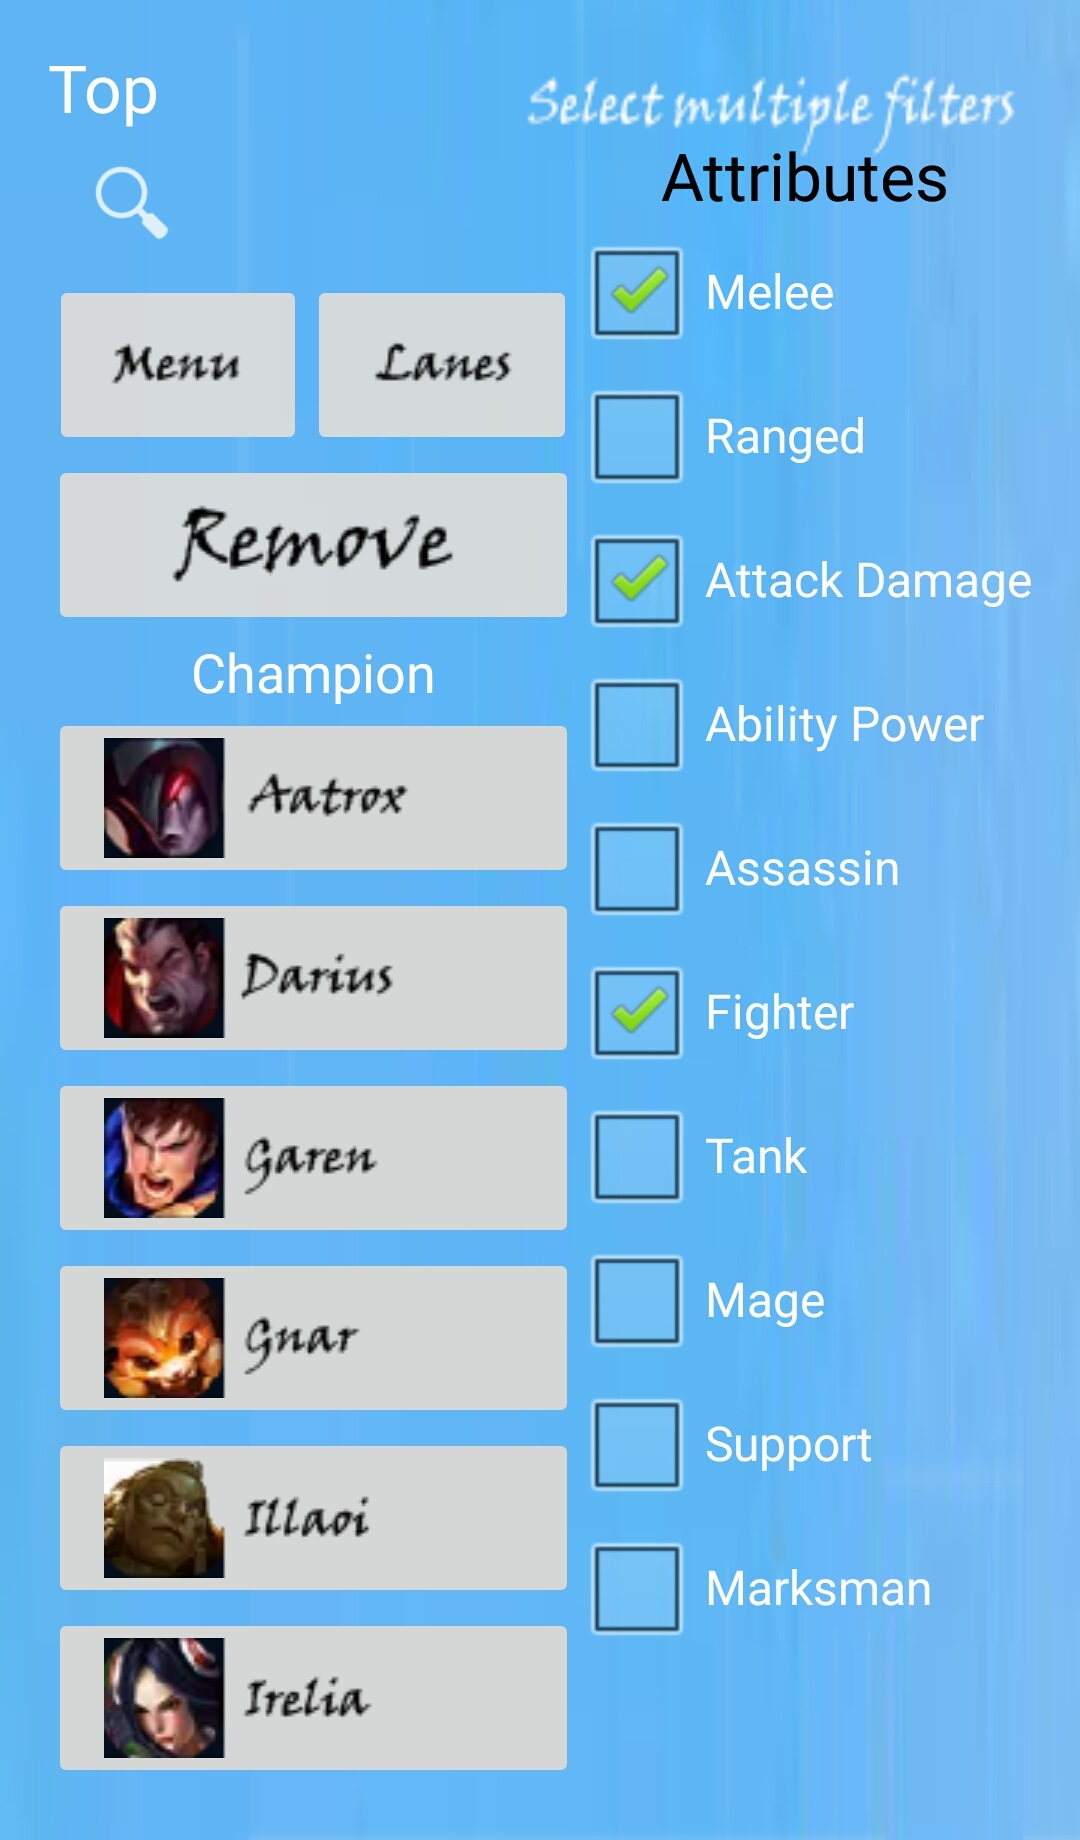 Top
Select multiple filters
Attributes
Menu
Lanes
Remove
Champion
Aatrox
Darius
Garen
Gnar
Illaoi
Irelia
Melee
Ranged
Attack Damage
Ability Power
Assassin
Fighter
Tank
Mage
Support
Marksman